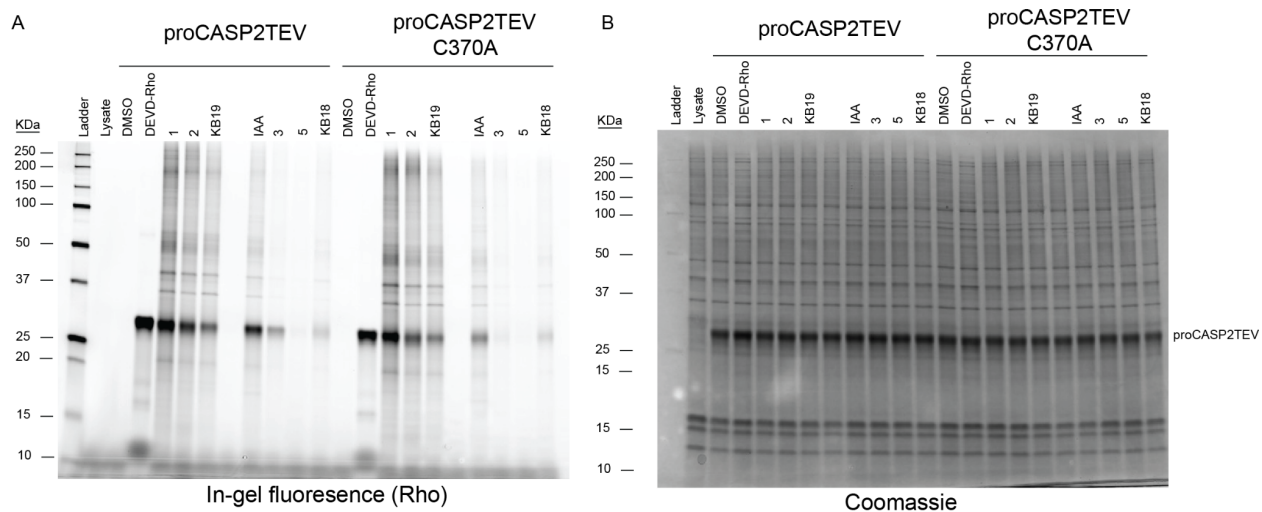 A
proCASP2TEV
proCASP2TEV
C370A
KDa
Ladder
Lysate
DMSO
DEVD-Rho
1
2
KB19
IAA
3
5
KB18
DMSO
DEVD-Rho
1
2
KB19
IAA
3
5
KB18
250
200
150
100
50
37
25
20
15
10
In-gel fluoresence (Rho)
B
proCASP2TEV
proCASP2TEV
C370A
KDa
Ladder
Lysate
DMSO
DEVD-Rho
1
2
KB19
IAA
3
5
KB18
DMSO
DEVD-Rho
1
2
KB19
IAA
3
5
KB18
250
200
150
100
50
37
25
15
15
10
proCASP2TEV
Coomassie